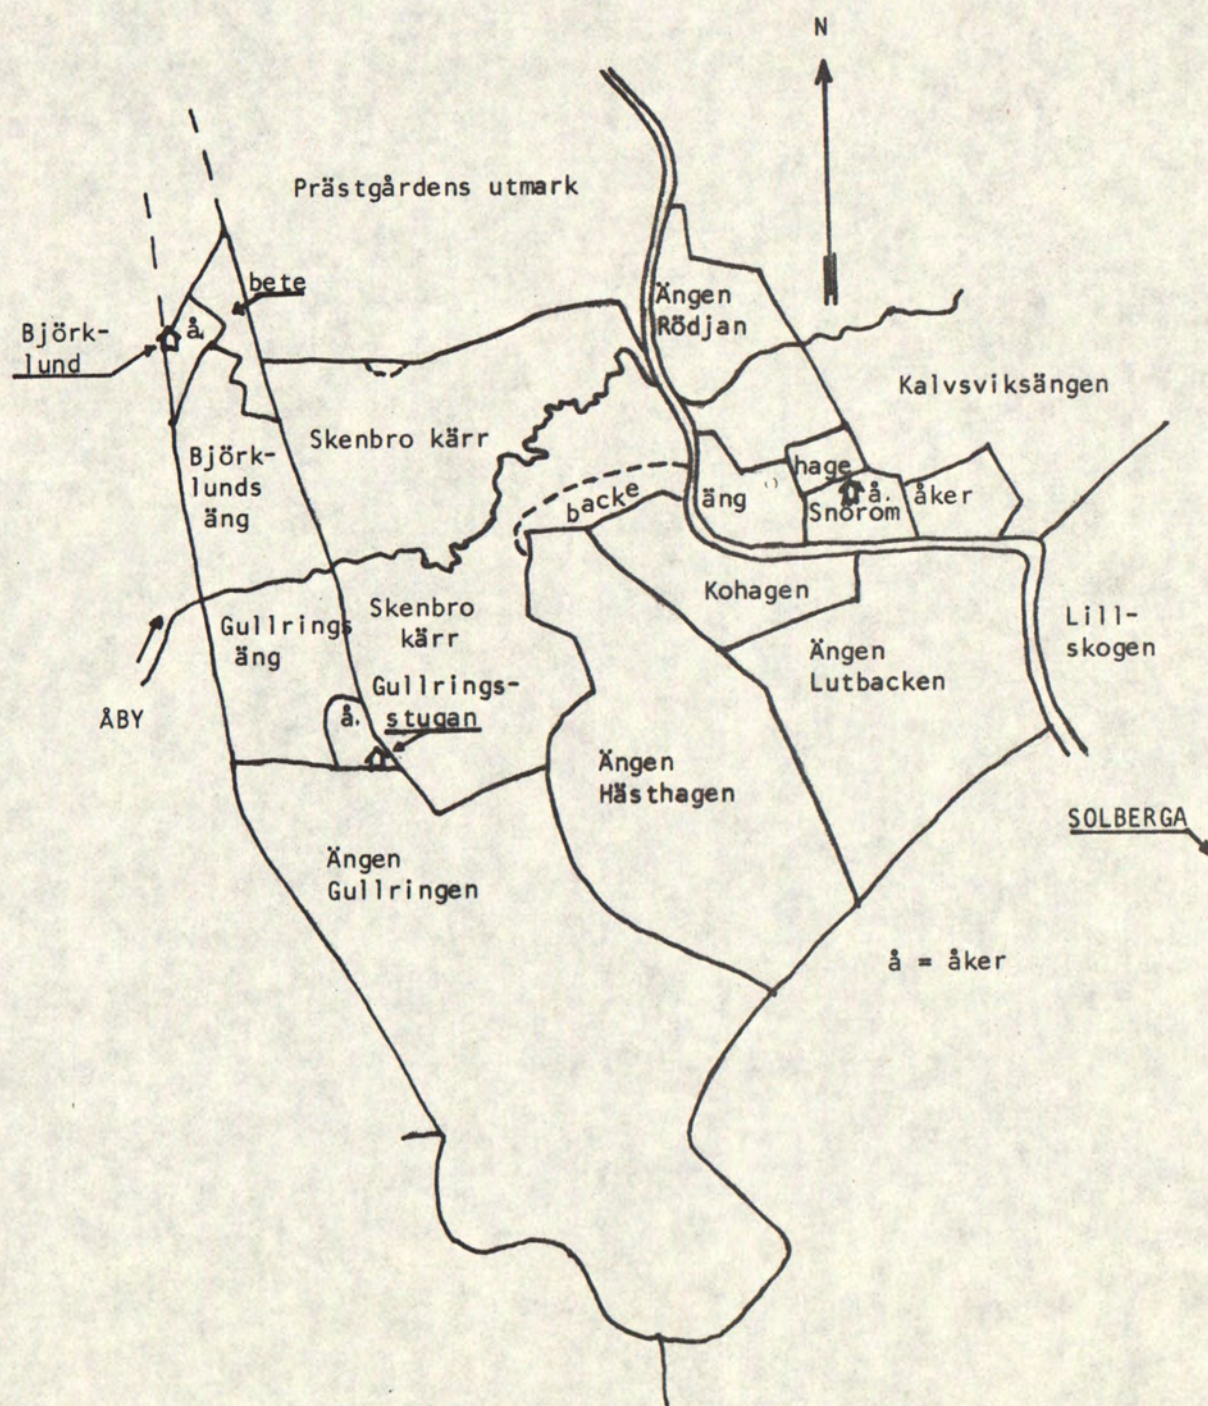 N
Prästgårdens utmark
bete
Ängen
Rödjan
å.
Björk-
lund
Kalvsviksängen
Skenbro kärr
Björk-
lunds
äng
hage
backe
äng
å.
åker
Snörom
Kohagen
Skenbro
kärr
Gullrings
äng
Lill-
skogen
Ängen
Lutbacken
Gullrings-
stugan
å.
ÅBY
Ängen
Hästhagen
SOLBERGA
Ängen
Gullringen
å = åker